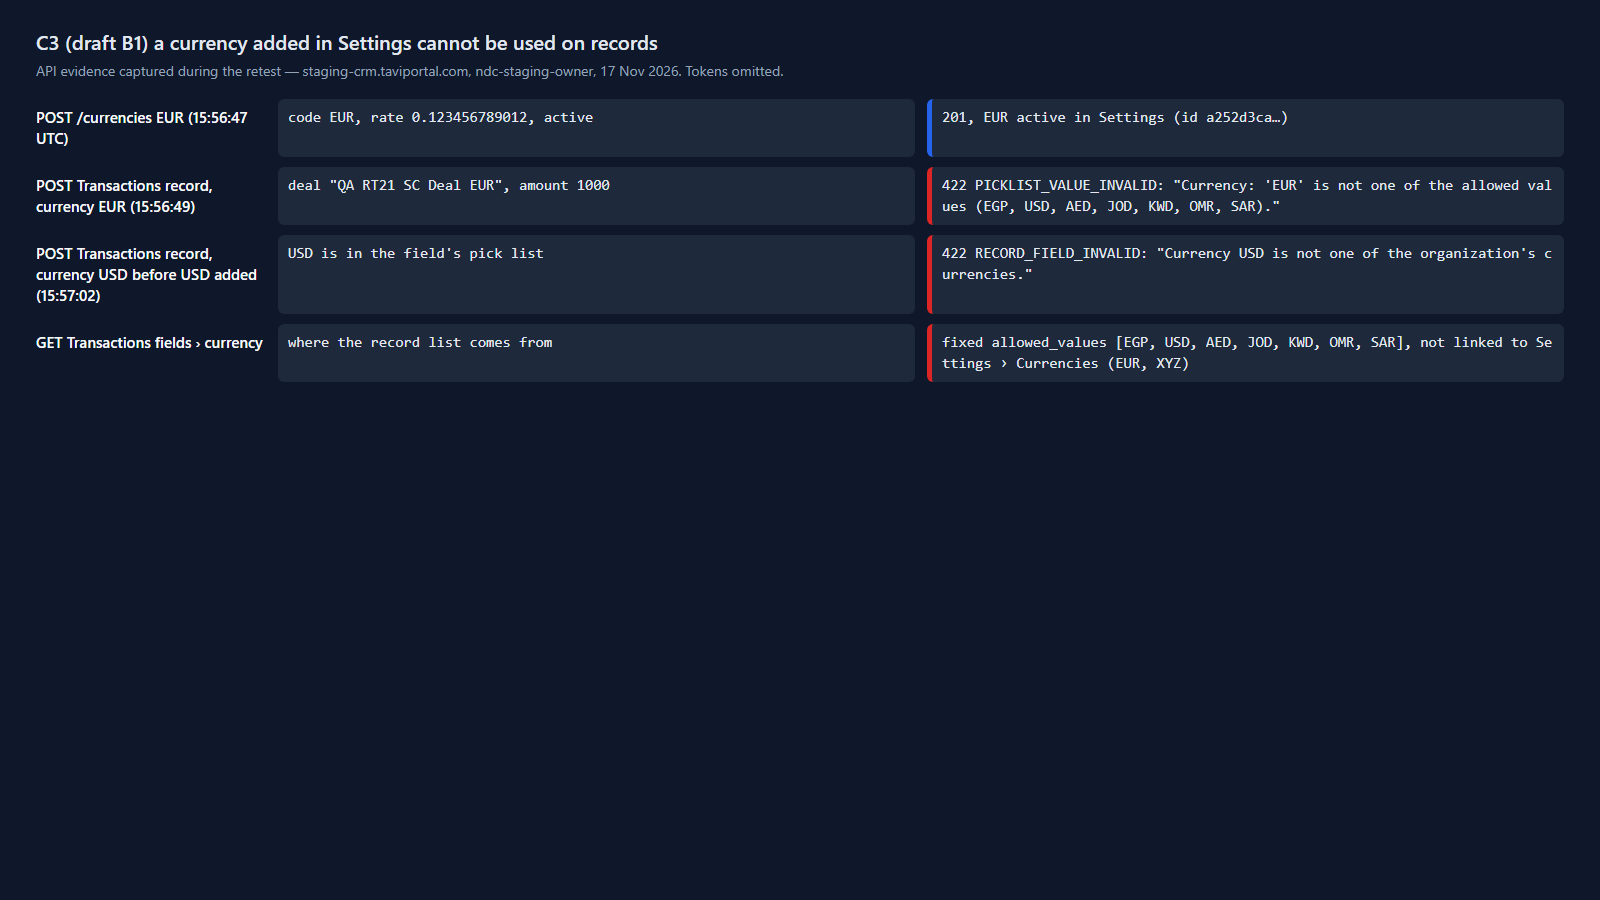 C3 (draft B1) a currency added in Settings cannot be used on records
API evidence captured during the retest — staging-crm.taviportal.com, ndc-staging-owner, 17 Nov 2026. Tokens omitted.
POST /currencies EUR (15:56:47
UTC)
code EUR, rate 0.123456789012, active
201, EUR active in Settings (id a252d3ca…)
POST Transactions record,
currency EUR (15:56:49)
deal "QA RT21 SC Deal EUR", amount 1000
422 PICKLIST_VALUE_INVALID: "Currency: 'EUR' is not one of the allowed val
ues (EGP, USD, AED, JOD, KWD, OMR, SAR)."
POST Transactions record,
currency USD before USD added
(15:57:02)
USD is in the field's pick list
422 RECORD_FIELD_INVALID: "Currency USD is not one of the organization's c
urrencies."
GET Transactions fields › currency
where the record list comes from
fixed allowed_values [EGP, USD, AED, JOD, KWD, OMR, SAR], not linked to Se
ttings › Currencies (EUR, XYZ)